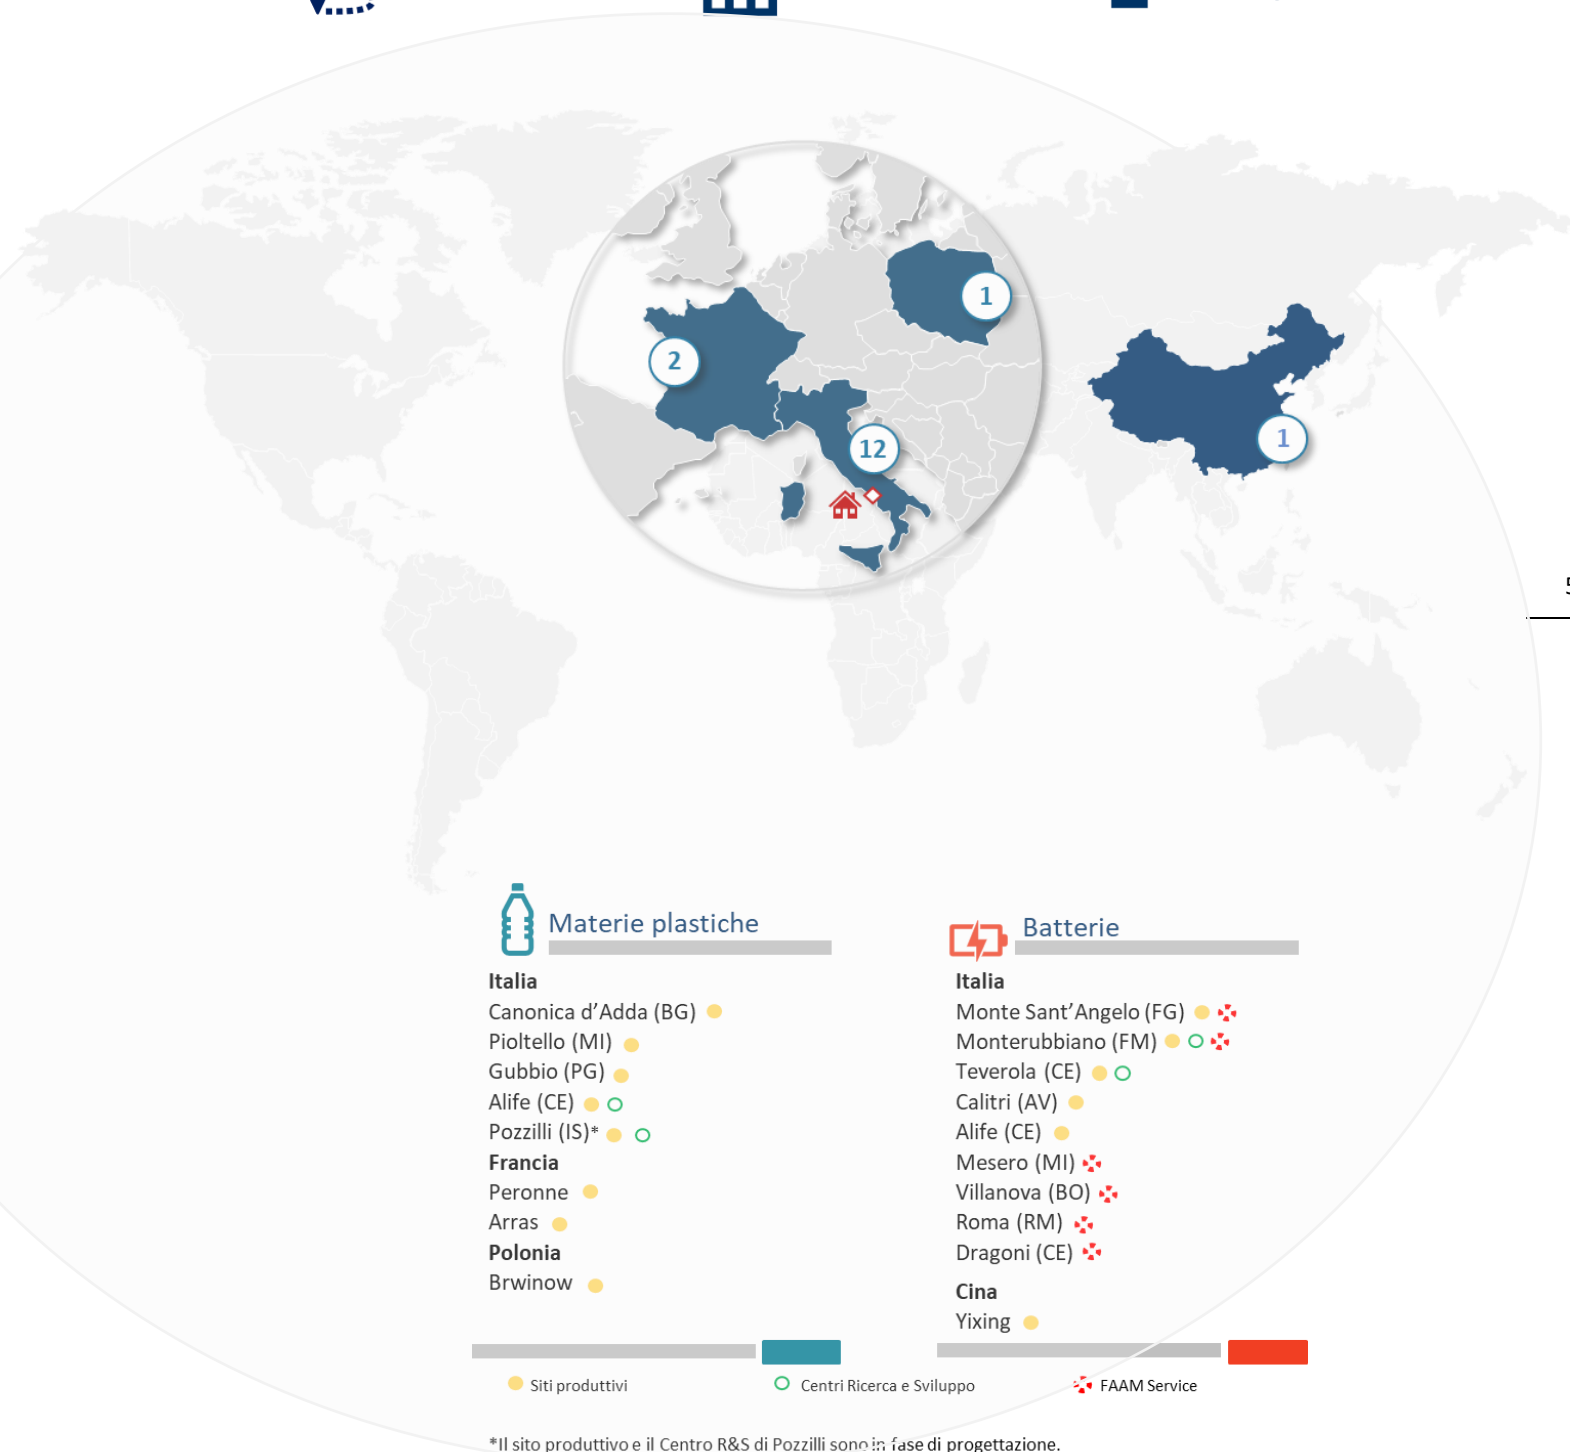 1
2
12
1
5
Materie plastiche
Italia
Canonica d’Adda (BG)
Pioltello (MI)
Gubbio (PG)
Alife (CE)
Pozzilli (IS)*
Francia
Peronne
Arras
Polonia
Brwinow
Batterie
Italia
Monte Sant’Angelo (FG)
Monterubbiano (FM)
Teverola (CE)
Calitri (AV)
Alife (CE)
Mesero (MI)
Villanova (BO)
Roma (RM)
Dragoni (CE)
Cina
Yixing
Siti produttivi
Centri Ricerca e Sviluppo
FAAM Service
*Il sito produttivo e il Centro R&S di Pozzilli sono in fase di progettazione.